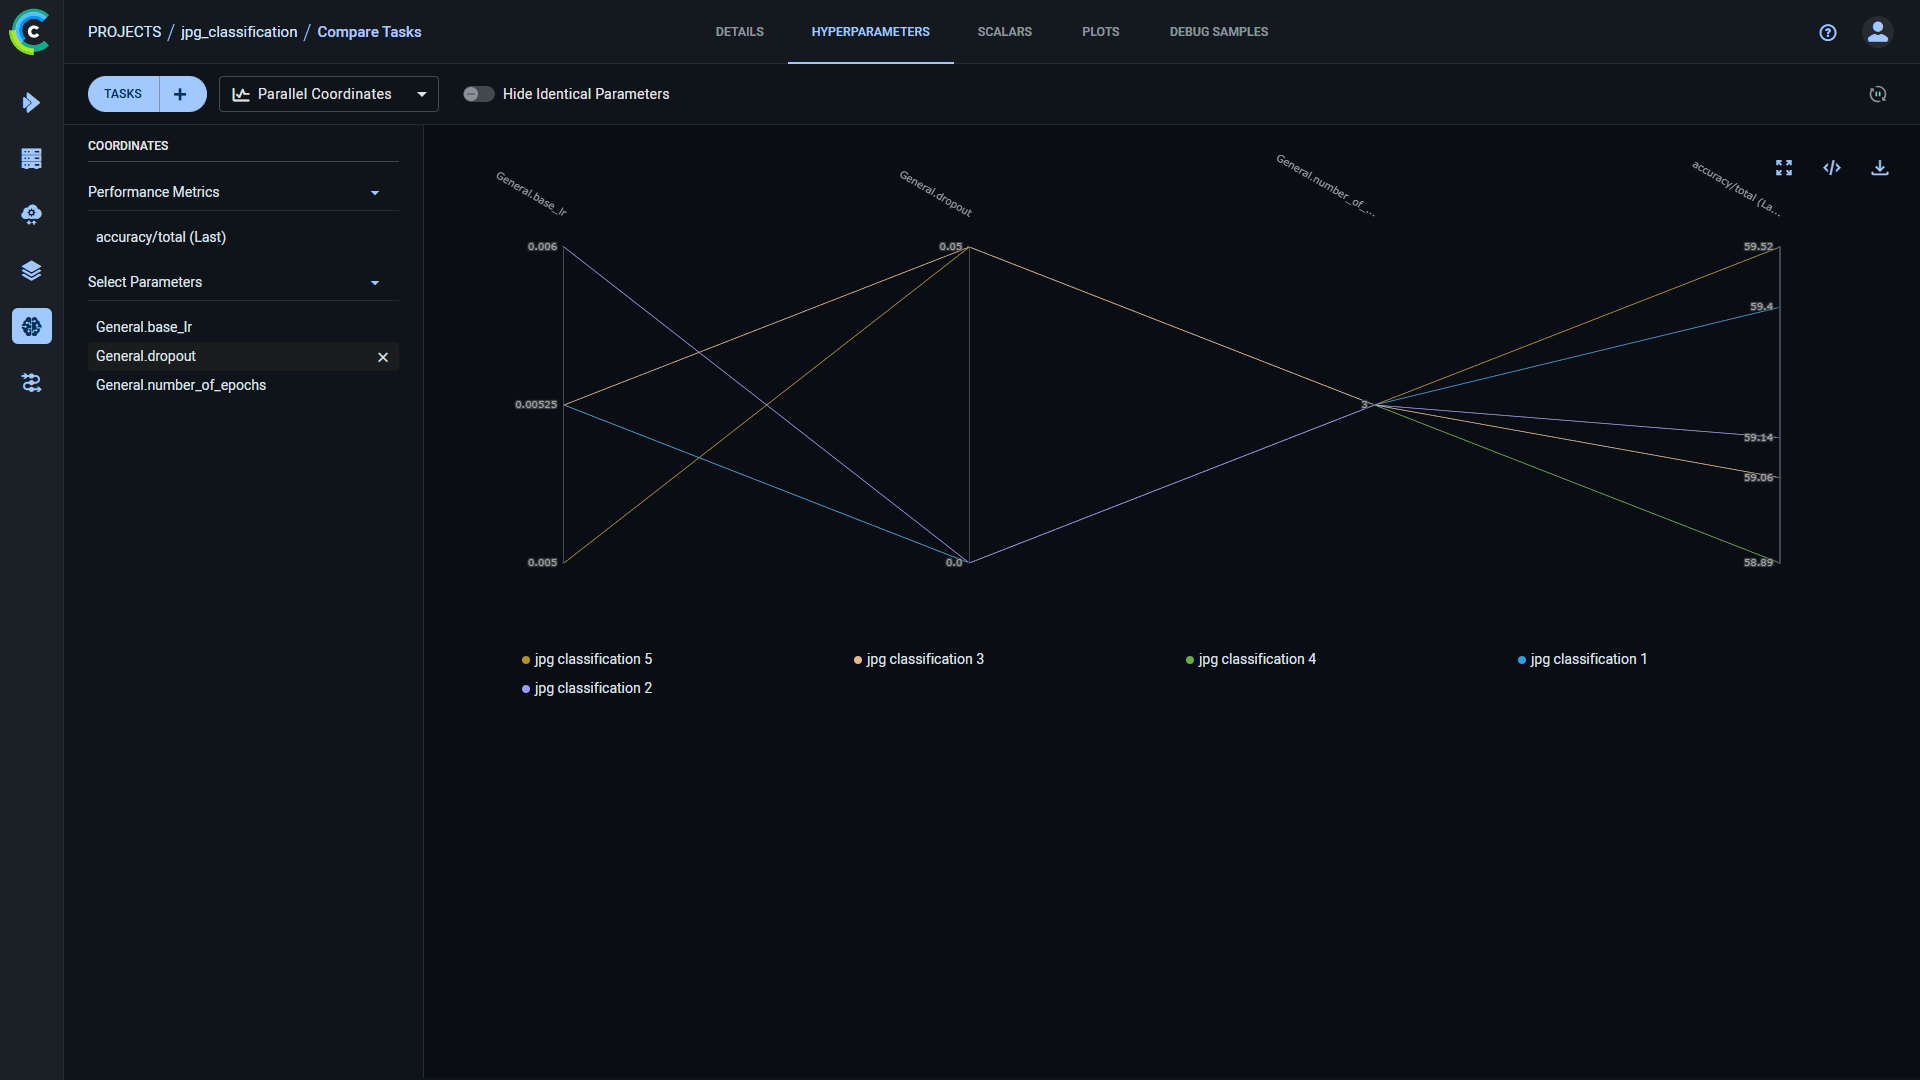 PROJECTS / jpg_classification / Compare Tasks
DETAILS
HYPERPARAMETERS
SCALARS
PLOTS
DEBUG SAMPLES
TASKS +
Parallel Coordinates
Hide Identical Parameters
COORDINATES
Performance Metrics
accuracy/total (Last)
Select Parameters
General.base_lr
General.dropout
General.number_of_epochs
General.base_lr
General.dropout
General.number_of_...
accuracy/total (La...
0.006
0.00525
0.005
0.05
0.0
3
59.52
59.4
59.14
59.06
58.89
jpg classification 5
jpg classification 3
jpg classification 4
jpg classification 1
jpg classification 2